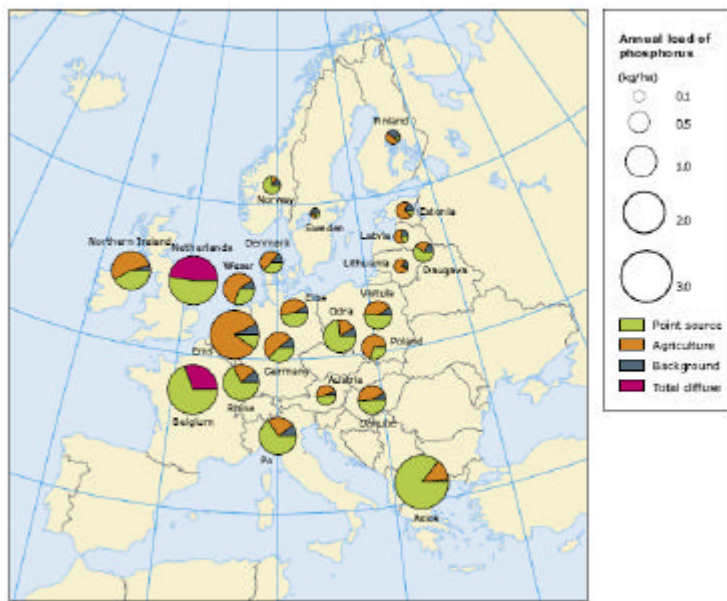 Annual load of
phosphorus
(kg/ha)
0.1
0.5
1.0
2.0
3.0
Point source
Agriculture
Background
Total diffuse
Finland
Norway
Sweden
Estonia
Latvia
Lithuania
Daugava
Northern Ireland
Netherlands
Denmark
Weser
Elbe
Odra
Vistula
Poland
Ems
Germany
Austria
Belgium
Rhine
Danube
Po